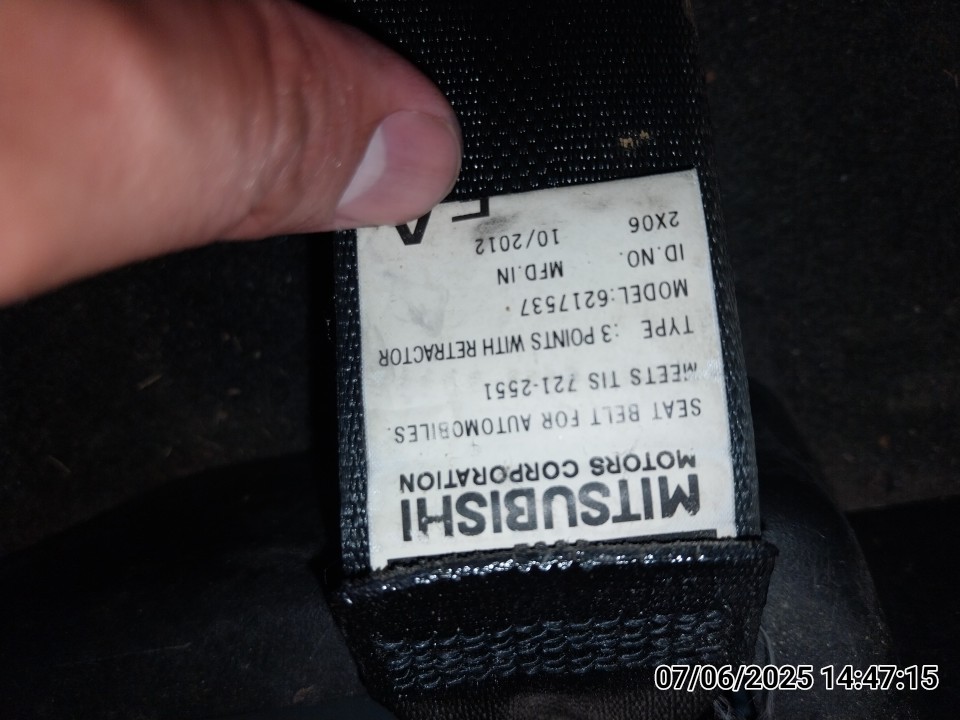 MITSUBISHI
MOTORS CORPORATION
SEAT BELT FOR AUTOMOBILES.
MEETS TIS 721-2551
TYPE :3 POINTS WITH RETRACTOR
MODEL:6217537
ID.NO. MFD.IN
2X06 10/2012
07/06/2025 14:47:15